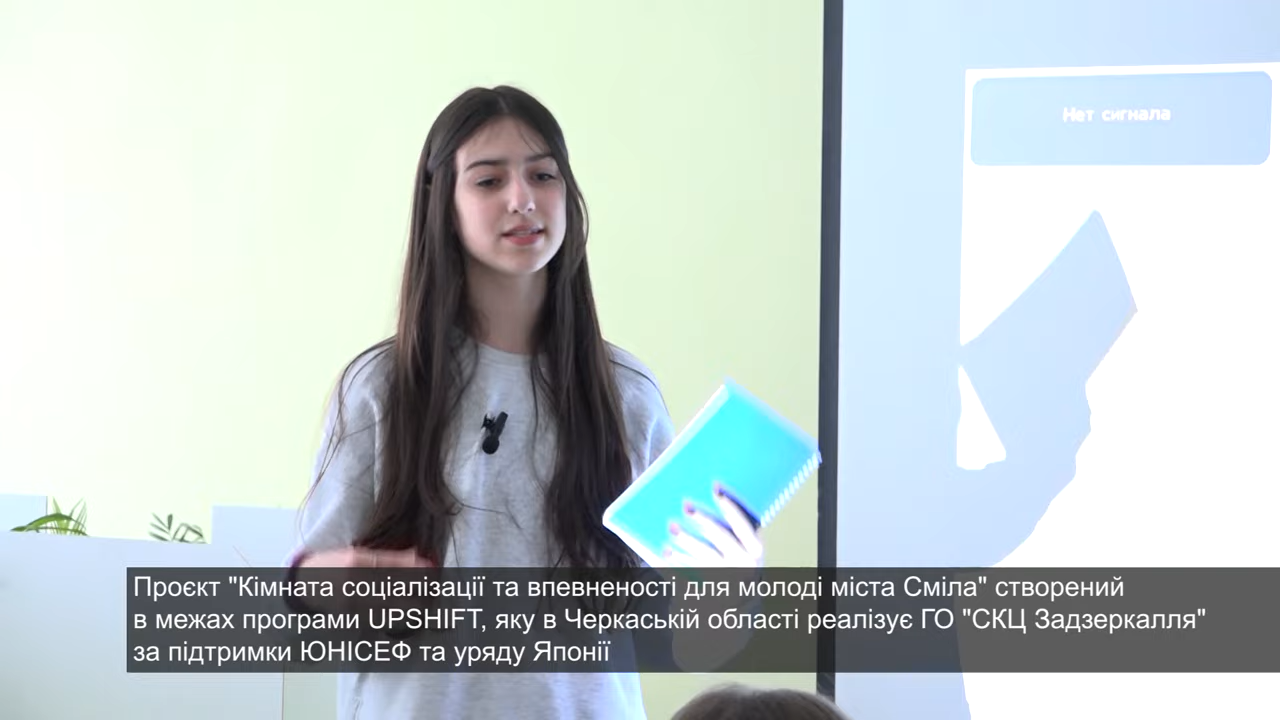 Нет сигнала
Проєкт "Кімната соціалізації та впевненості для молоді міста Сміла" створений
в межах програми UPSHIFT, яку в Черкаській області реалізує ГО "СКЦ Задзеркалля"
за підтримки ЮНІСЕФ та уряду Японії